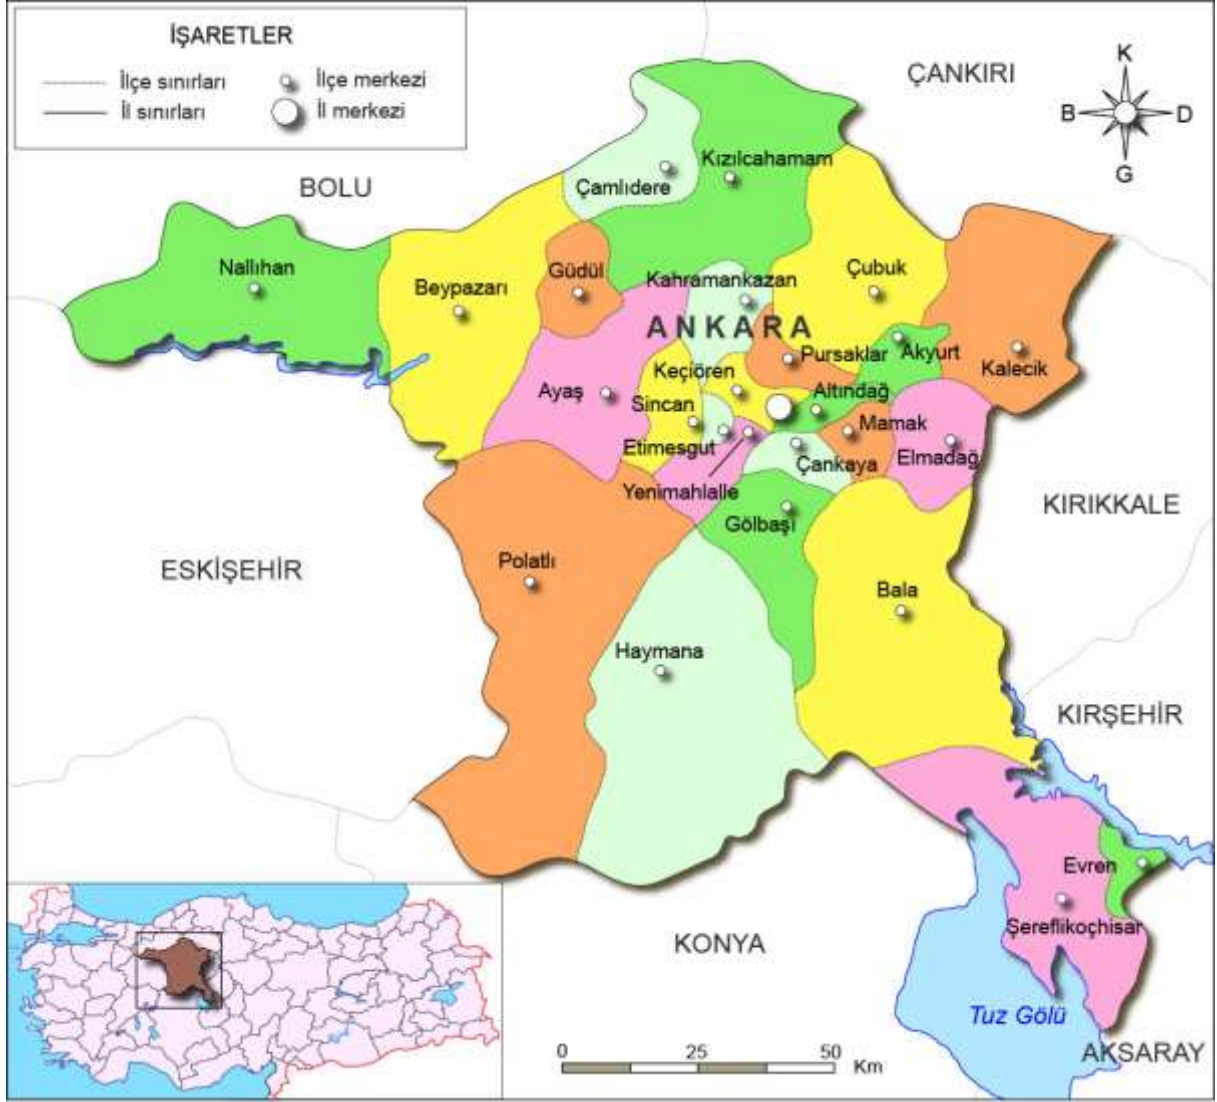 İŞARETLER
İlçe sınırları
İlçe merkezi
İl sınırları
İl merkezi
K
B
D
G
ÇANKIRI
BOLU
Kızılcahamam
Çamlıdere
Nallıhan
Beypazarı
Güdül
Kahramankazan
Çubuk
ANKARA
Pursaklar
Akyurt
Kalecik
Keçiören
Ayaş
Altındağ
Sincan
Mamak
Etimesgut
Çankaya
Elmadağ
Yenimahlalle
Gölbaşı
KIRIKKALE
ESKİŞEHİR
Polatlı
Bala
Haymana
KIRŞEHİR
Evren
Şereflikoçhisar
KONYA
Tuz Gölü
AKSARAY
0 25 50
Km